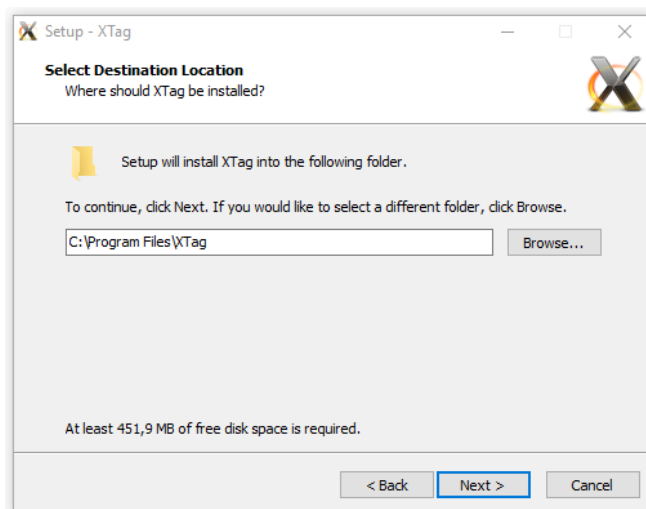 Setup - XTag
Select Destination Location
Where should XTag be installed?
Setup will install XTag into the following folder.
To continue, click Next. If you would like to select a different folder, click Browse.
C:\Program Files\XTag
Browse...
At least 451,9 MB of free disk space is required.
< Back
Next >
Cancel